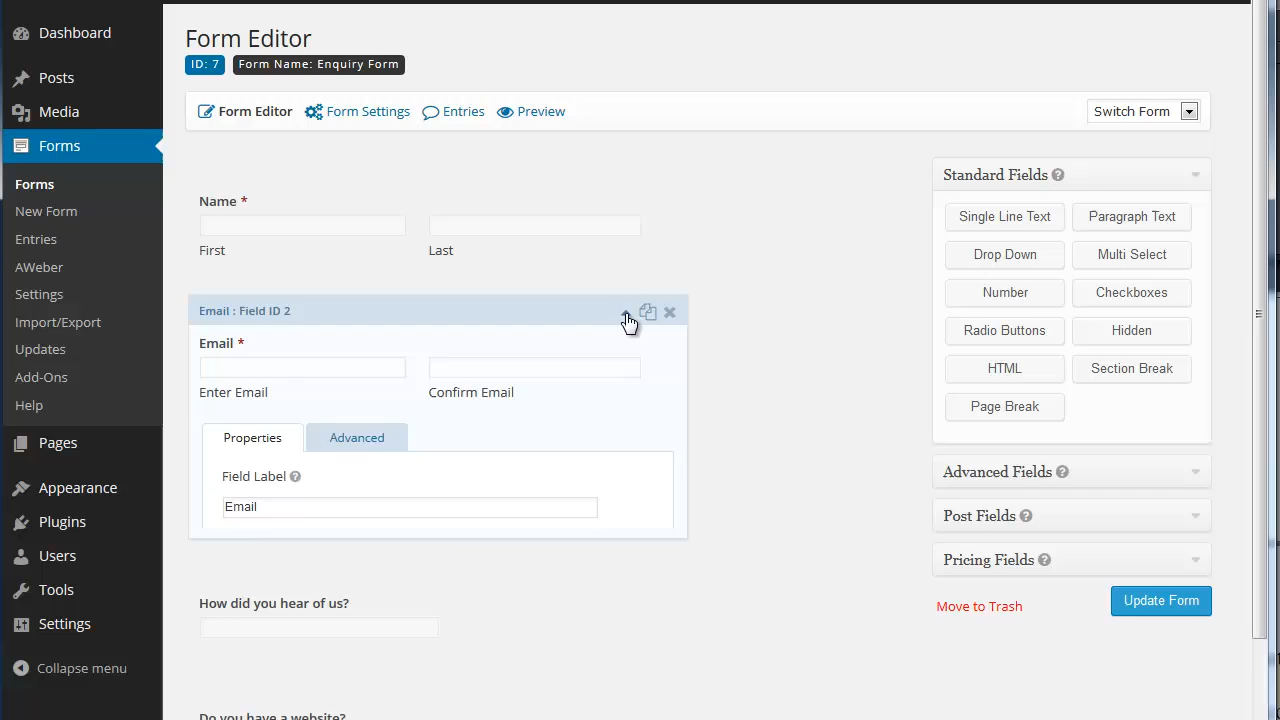 Dashboard
Posts
Media
Forms
Forms
New Form
Entries
AWeber
Settings
Import/Export
Updates
Add-Ons
Help
Pages
Appearance
Plugins
Users
Tools
Settings
Collapse menu
Form Editor
ID: 7 Form Name: Enquiry Form
Form Editor Form Settings Entries Preview Switch Form
Name *
First Last
Email : Field ID 2
Email *
Enter Email Confirm Email
Properties Advanced
Field Label ?
Email
How did you hear of us?
Do you have a website?
Standard Fields ?
Single Line Text Paragraph Text
Drop Down Multi Select
Number Checkboxes
Radio Buttons Hidden
HTML Section Break
Page Break
Advanced Fields ?
Post Fields ?
Pricing Fields ?
Move to Trash Update Form